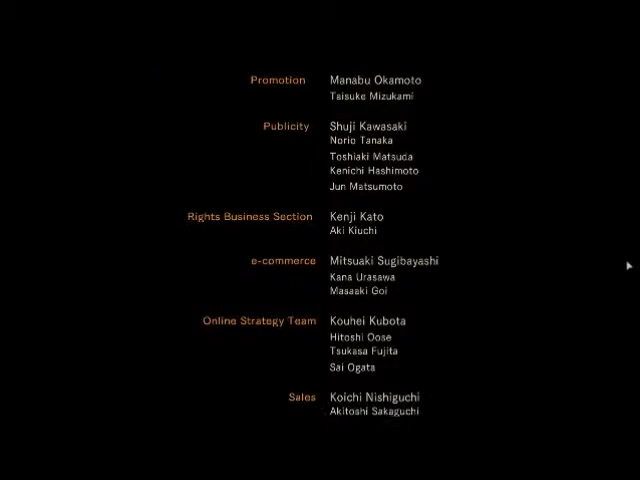 Promotion Manabu Okamoto
Taisuke Mizukami
Publicity Shuji Kawasaki
Norio Tanaka
Toshiaki Matsuda
Kenichi Hashimoto
Jun Matsumoto
Rights Business Section Kenji Kato
Aki Kiuchi
e-commerce Mitsuaki Sugibayashi
Kana Urasawa
Masaaki Goi
Online Strategy Team Kouhei Kubota
Hitoshi Oose
Tsukasa Fujita
Sai Ogata
Sales Koichi Nishiguchi
Akitoshi Sakaguchi